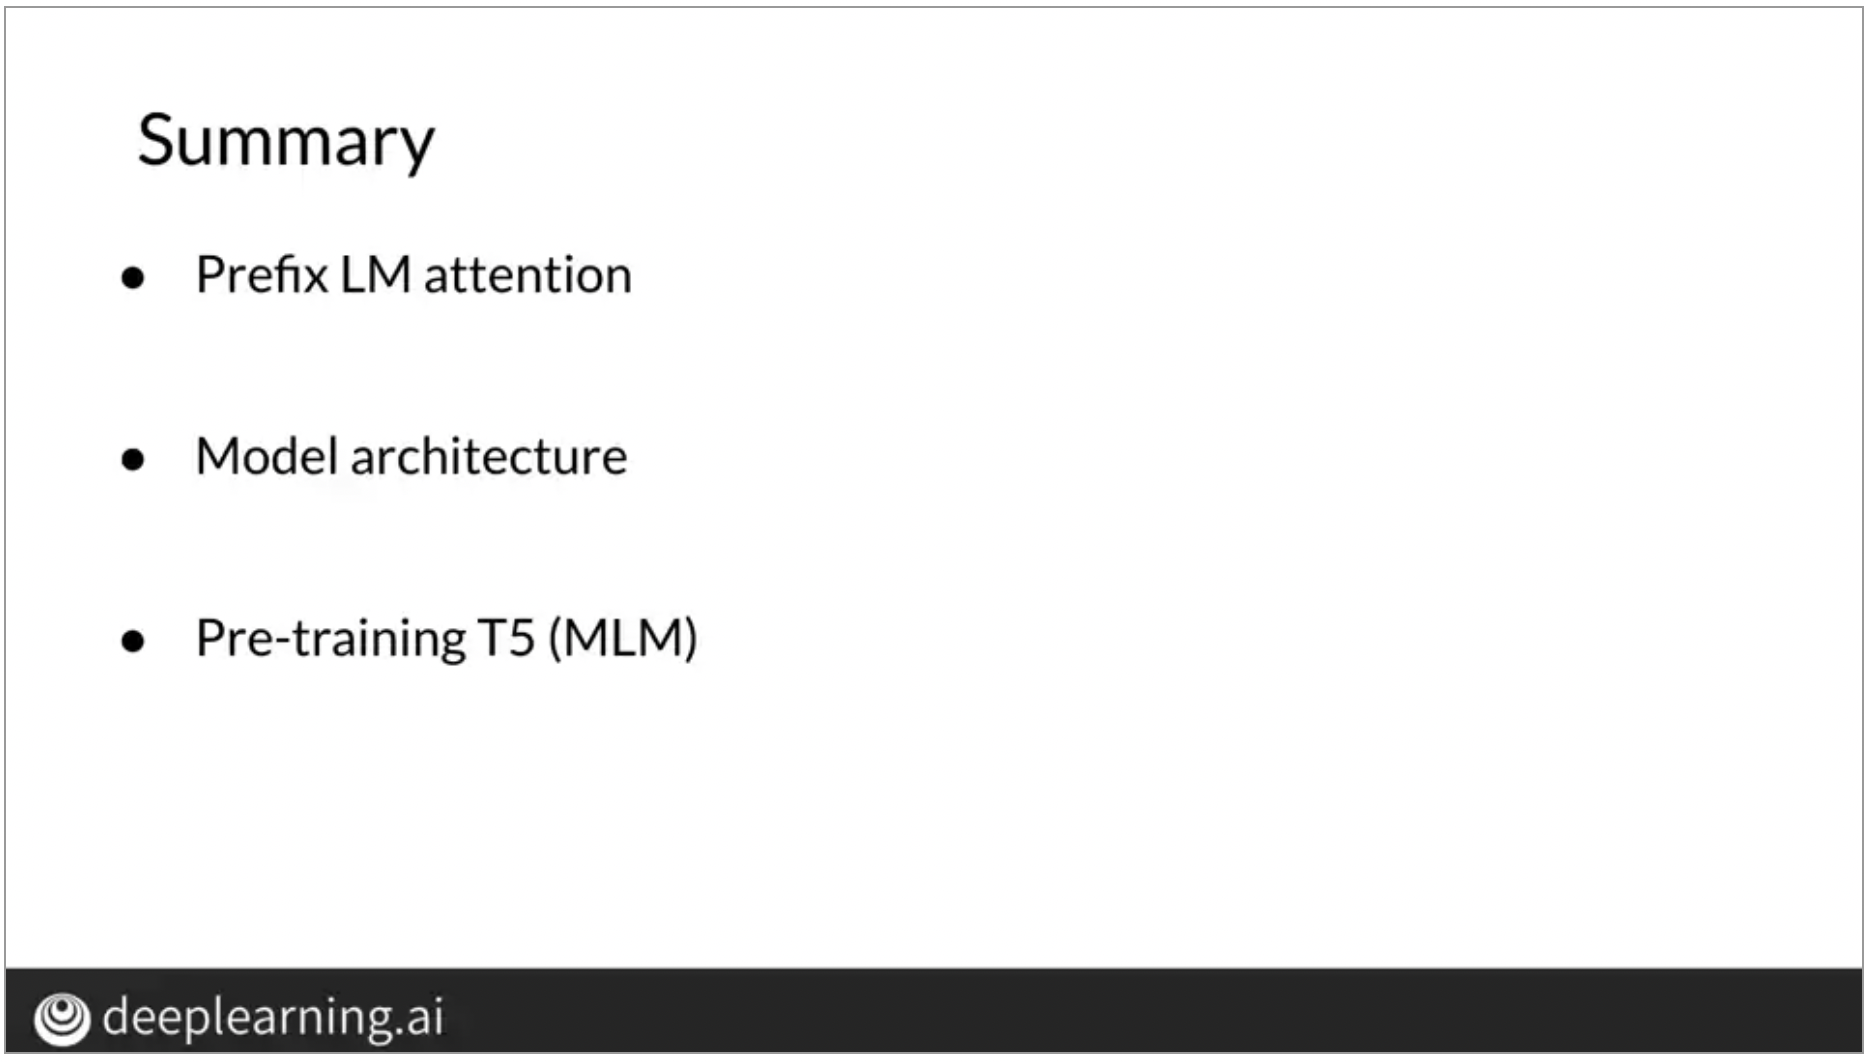 Summary
● Prefix LM attention
● Model architecture
● Pre-training T5 (MLM)
deeplearning.ai